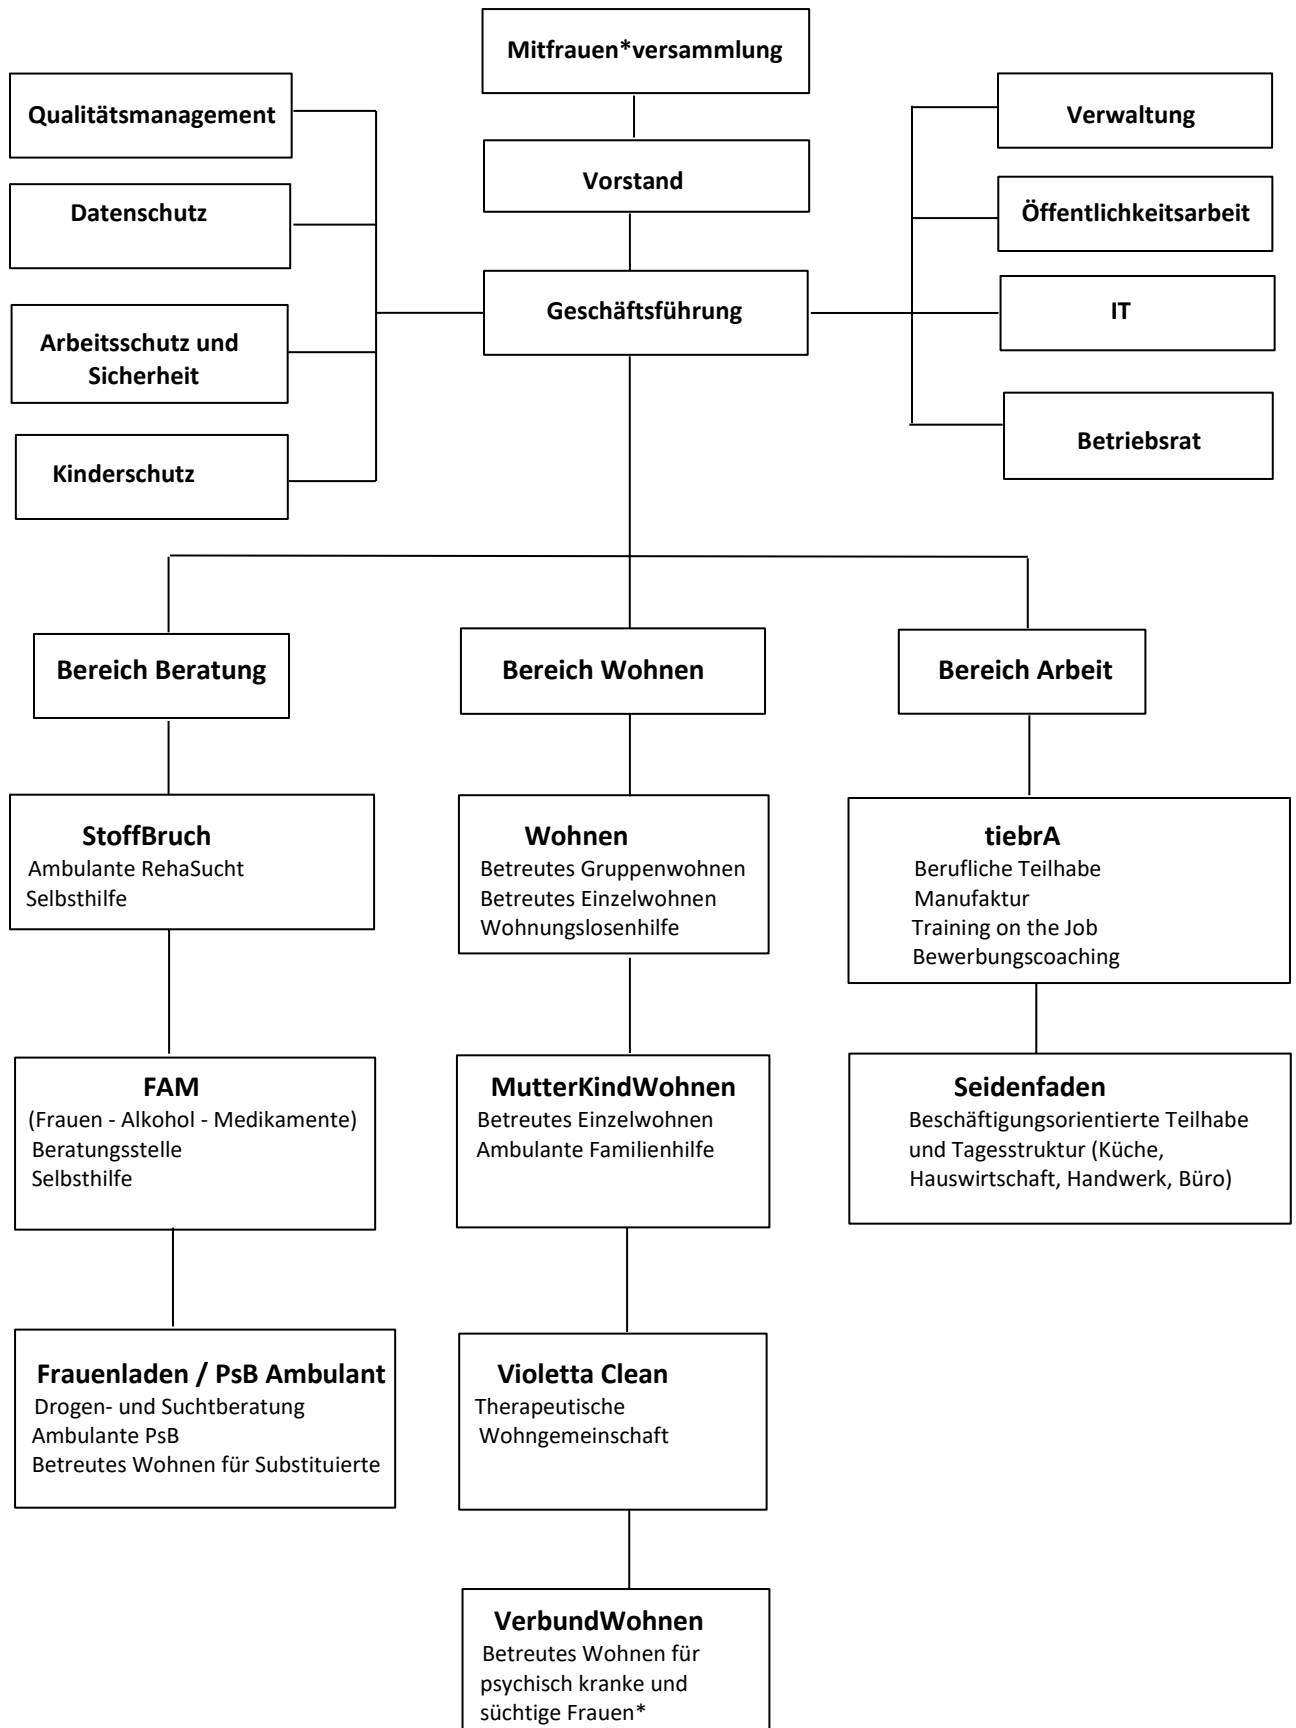 Mitfrauen*versammlung
Qualitätsmanagement
Verwaltung
Vorstand
Datenschutz
Öffentlichkeitsarbeit
Geschäftsführung
IT
Arbeitsschutz und
Sicherheit
Betriebsrat
Kinderschutz
Bereich Beratung
Bereich Wohnen
Bereich Arbeit
StoffBruch
Ambulante RehaSucht
Selbsthilfe
Wohnen
Betreutes Gruppenwohnen
Betreutes Einzelwohnen
Wohnungslosenhilfe
tiebrA
Berufliche Teilhabe
Manufaktur
Training on the Job
Bewerbungscoaching
FAM
(Frauen - Alkohol - Medikamente)
Beratungsstelle
Selbsthilfe
MutterKindWohnen
Betreutes Einzelwohnen
Ambulante Familienhilfe
Seidenfaden
Beschäftigungsorientierte Teilhabe
und Tagesstruktur (Küche,
Hauswirtschaft, Handwerk, Büro)
Frauenladen / PsB Ambulant
Drogen- und Suchtberatung
Ambulante PsB
Betreutes Wohnen für Substituierte
Violetta Clean
Therapeutische
Wohngemeinschaft
VerbundWohnen
Betreutes Wohnen für
psychisch kranke und
süchtige Frauen*